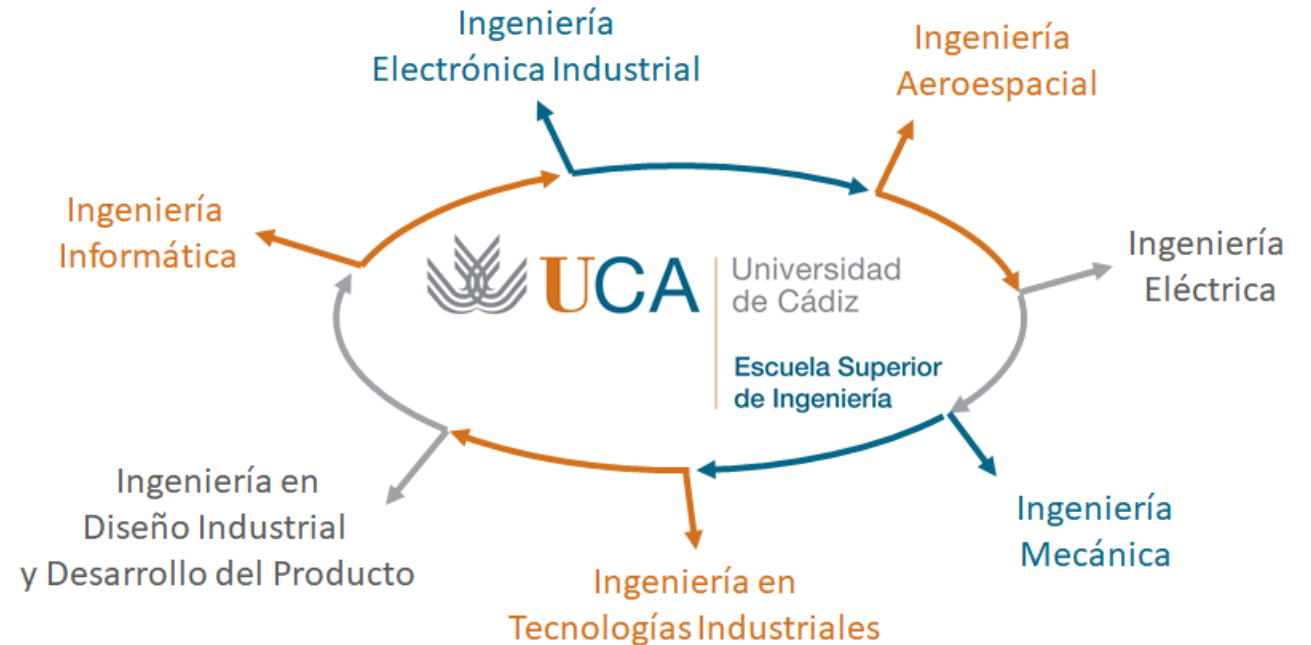 Ingeniería
Electrónica Industrial
Ingeniería
Aeroespacial
Ingeniería
Informática
Ingeniería
Eléctrica
UCA
Universidad
de Cádiz
Escuela Superior
de Ingeniería
Ingeniería en
Diseño Industrial
y Desarrollo del Producto
Ingeniería
Mecánica
Ingeniería en
Tecnologías Industriales